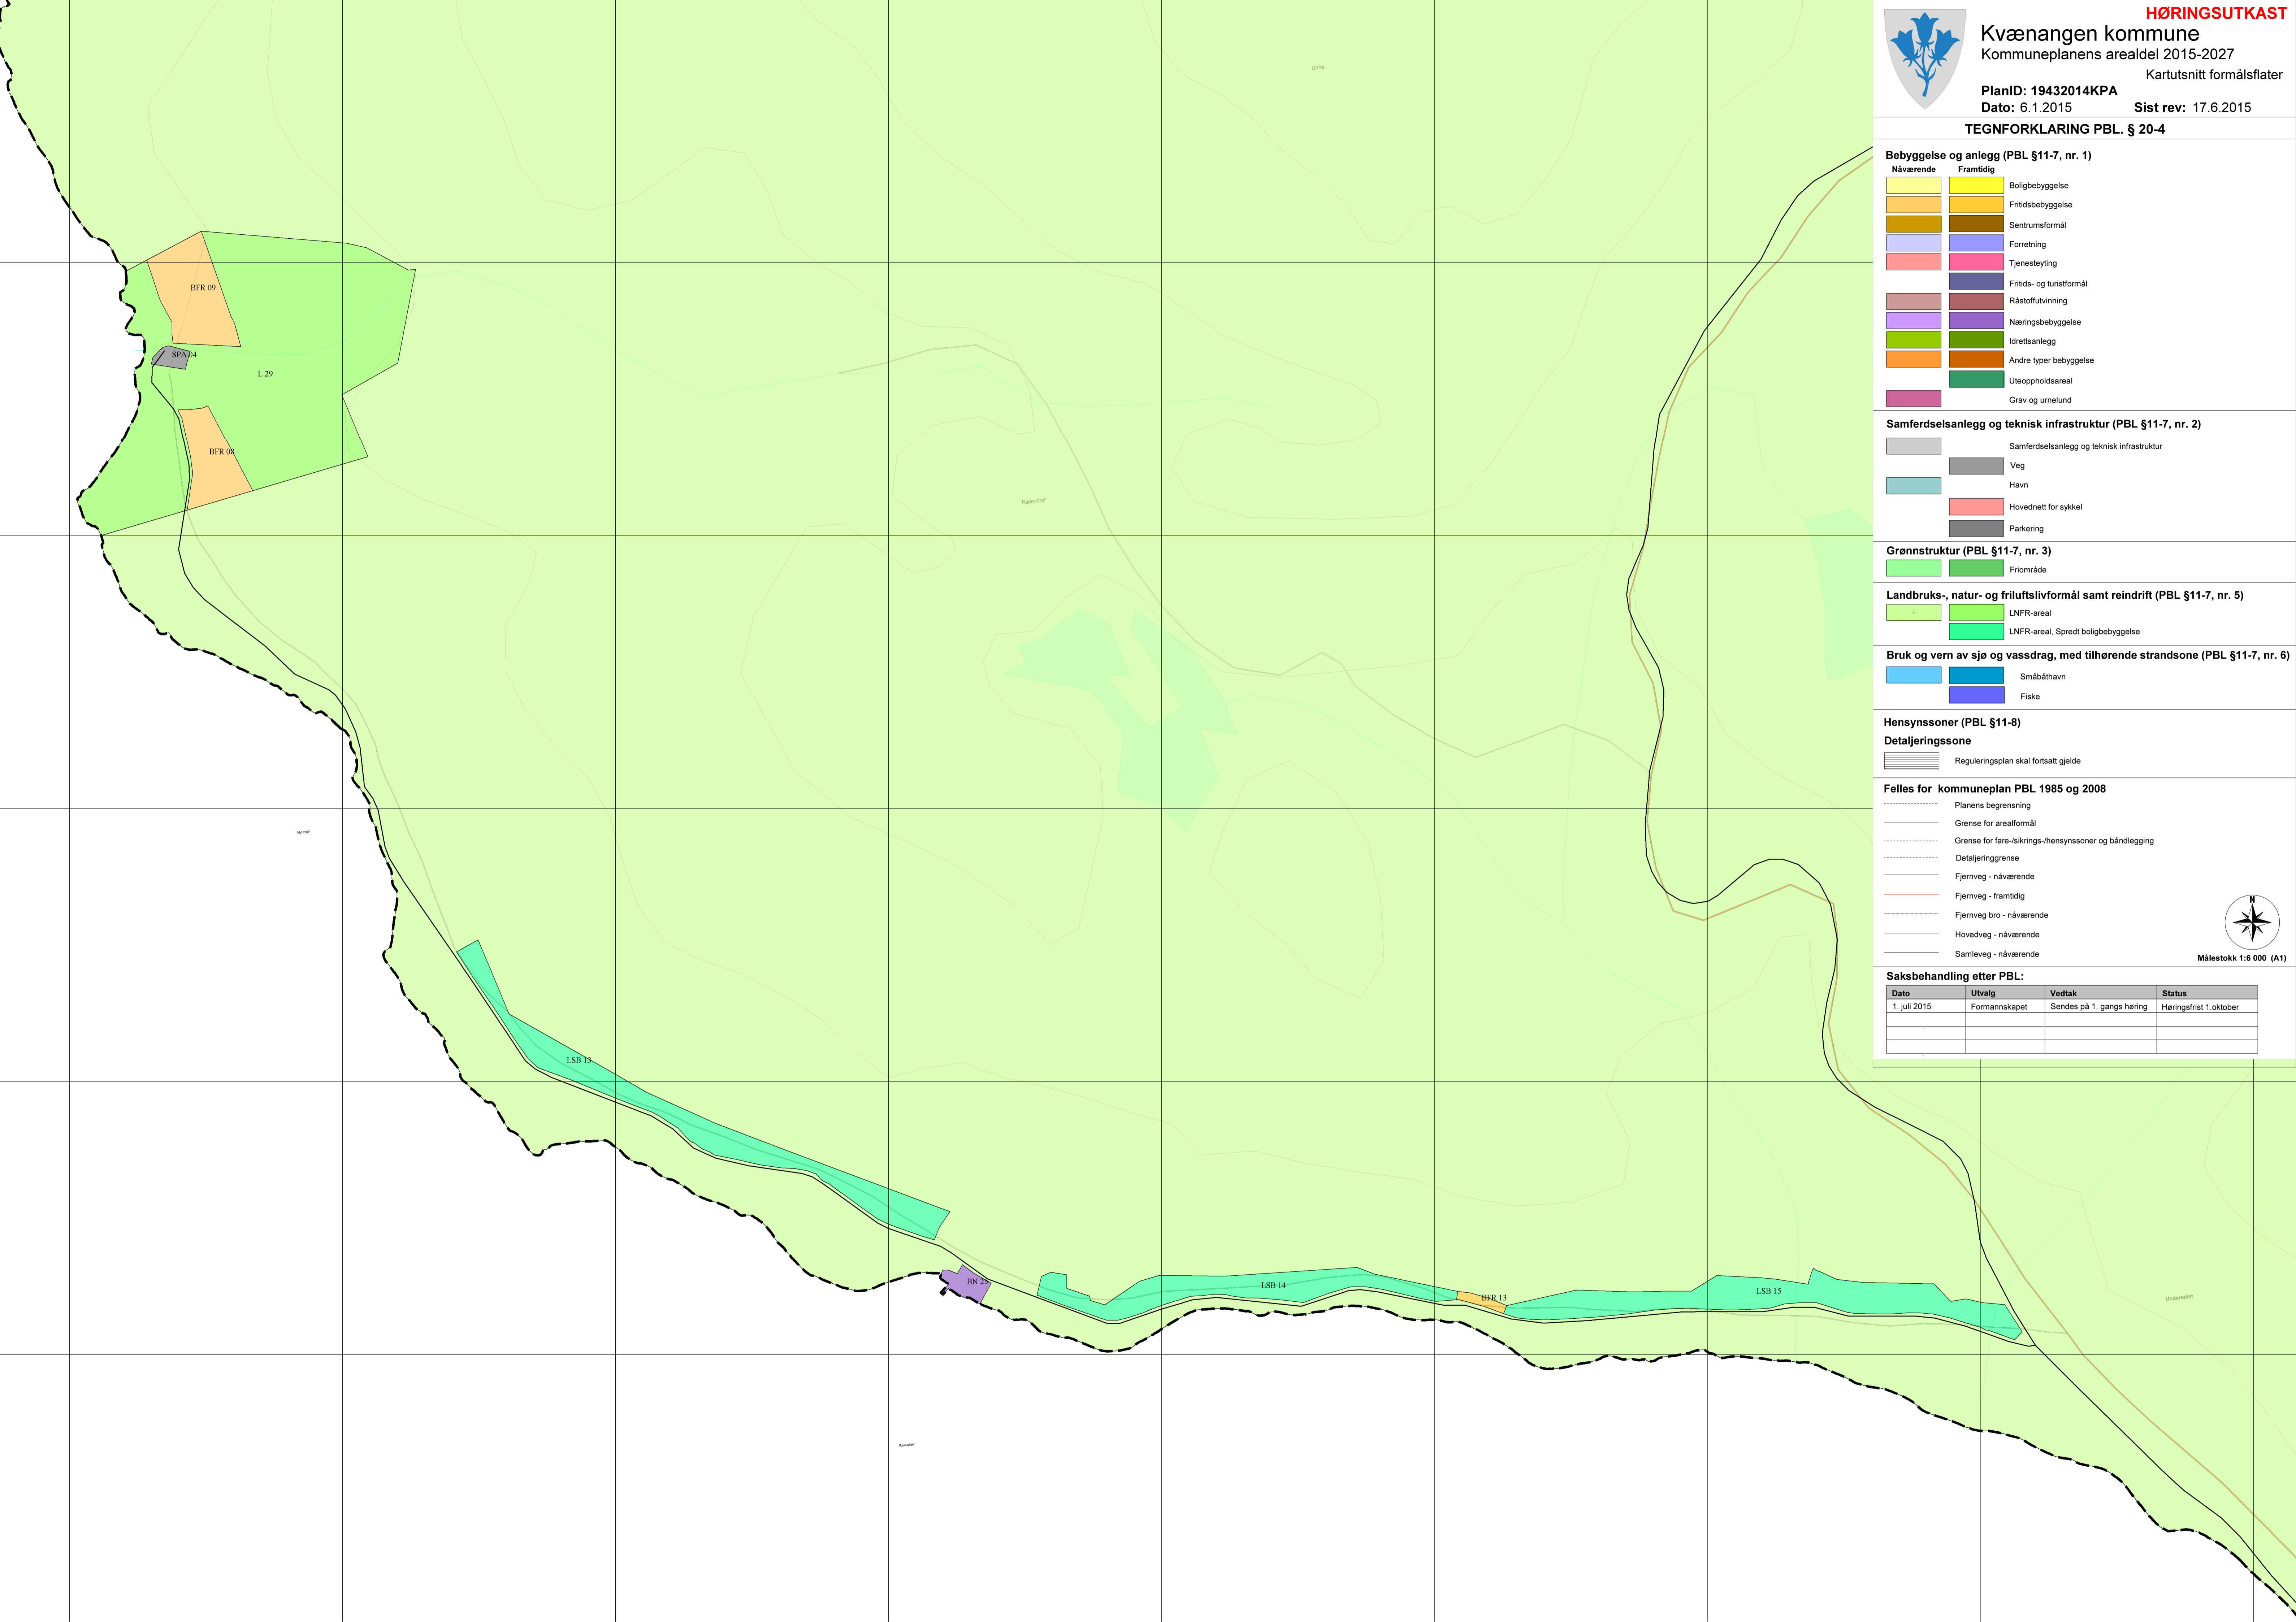 HØRINGSUTKAST
Kvænangen kommune
Kommuneplanens arealdel 2015-2027
Kartutsnitt formålsflater
PlanID: 19432014KPA
Dato: 6.1.2015 Sist rev: 17.6.2015
TEGNFORKLARING PBL. § 20-4
Bebyggelse og anlegg (PBL §11-7, nr. 1)
Nåværende Framtidig
Boligbebyggelse
Fritidsbebyggelse
Sentrumsformål
Forretning
Tjenesteyting
Fritids- og turistformål
Råstoffutvinning
Næringsbebyggelse
Idrettsanlegg
Andre typer bebyggelse
Uteoppholdsareal
Grav og urnelund
Samferdselsanlegg og teknisk infrastruktur (PBL §11-7, nr. 2)
Samferdselsanlegg og teknisk infrastruktur
Veg
Havn
Hovednett for sykkel
Parkering
Grønnstruktur (PBL §11-7, nr. 3)
Friområde
Landbruks-, natur- og friluftslivformål samt reindrift (PBL §11-7, nr. 5)
LNFR-areal
LNFR-areal, Spredt boligbebyggelse
Bruk og vern av sjø og vassdrag, med tilhørende strandsone (PBL §11-7, nr. 6)
Småbåthavn
Fiske
Hensynssoner (PBL §11-8)
Detaljeringssone
Reguleringsplan skal fortsatt gjelde
Felles for kommuneplan PBL 1985 og 2008
Planens begrensning
Grense for arealformål
Grense for fare-/sikrings-/hensynssoner og båndlegging
Detaljeringgrense
Fjernveg - nåværende
Fjernveg - framtidig
Fjernveg bro - nåværende
Hovedveg - nåværende
Samleveg - nåværende
N
Målestokk 1:6 000 (A1)
Saksbehandling etter PBL:
Dato Utvalg Vedtak Status
1. juli 2015 Formannskapet Sendes på 1. gangs høring Høringsfrist 1.oktober
BFR 09
SPA 04
L 29
BFR 08
LSB 13
BN 25
LSB 14
BFR 13
LSB 15
Undereidet